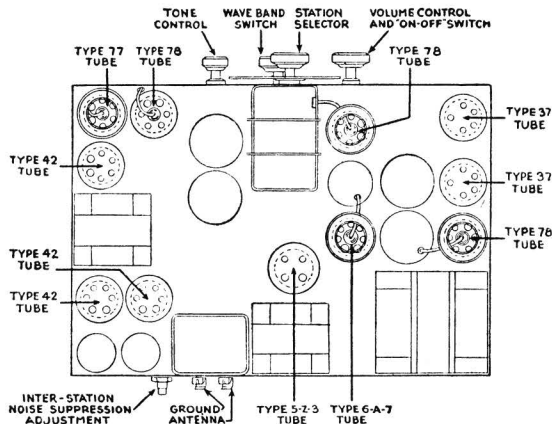 TONE
CONTROL
WAVE BAND
SWITCH
STATION
SELECTOR
VOLUME CONTROL
AND "ON-OFF" SWITCH
TYPE 77
TUBE
TYPE 78
TUBE
TYPE 78
TUBE
TYPE 37
TUBE
TYPE 42
TUBE
TYPE 37
TUBE
TYPE 78
TUBE
TYPE 42
TUBE
TYPE 42
TUBE
INTER-STATION
NOISE SUPPRESSION
ADJUSTMENT
GROUND
ANTENNA
TYPE 5-Z-3
TUBE
TYPE 6-A-7
TUBE